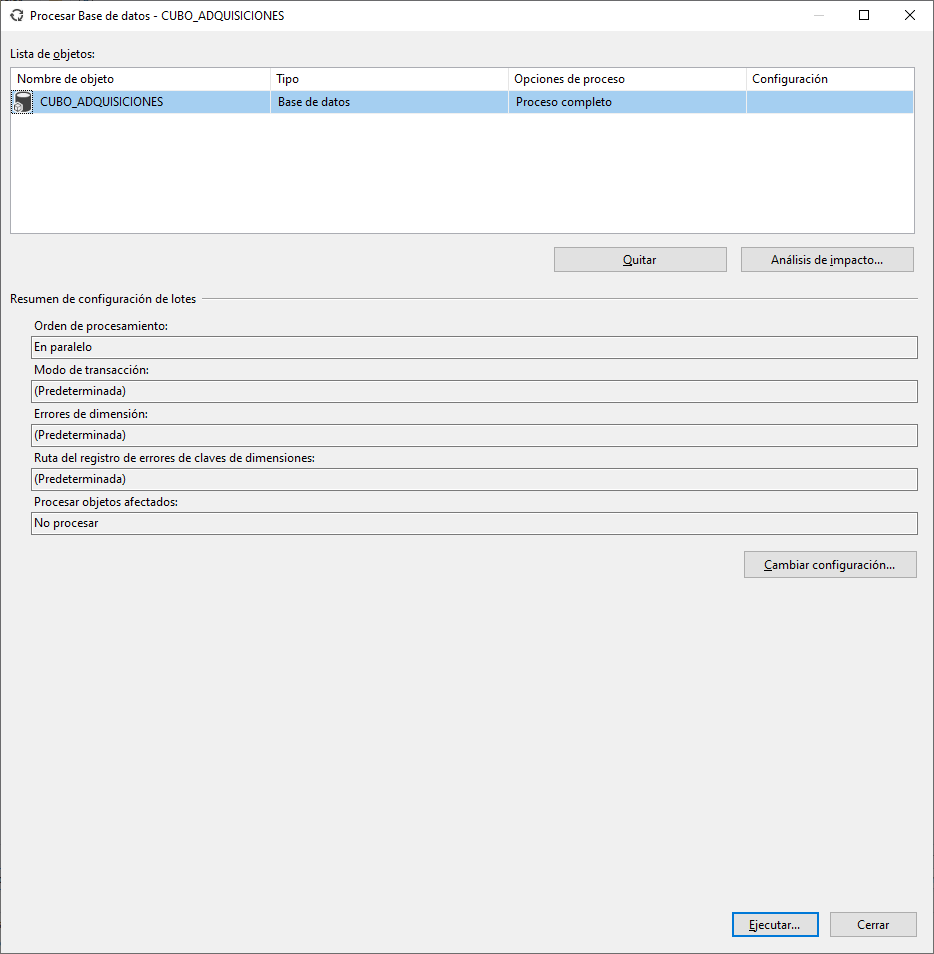 Procesar Base de datos - CUBO_ADQUISICIONES
Lista de objetos:
Nombre de objeto Tipo Opciones de proceso Configuración
CUBO_ADQUISICIONES Base de datos Proceso completo
Quitar Análisis de impacto...
Resumen de configuración de lotes
Orden de procesamiento:
En paralelo
Modo de transacción:
(Predeterminada)
Errores de dimensión:
(Predeterminada)
Ruta del registro de errores de claves de dimensiones:
(Predeterminada)
Procesar objetos afectados:
No procesar
Cambiar configuración...
Ejecutar... Cerrar